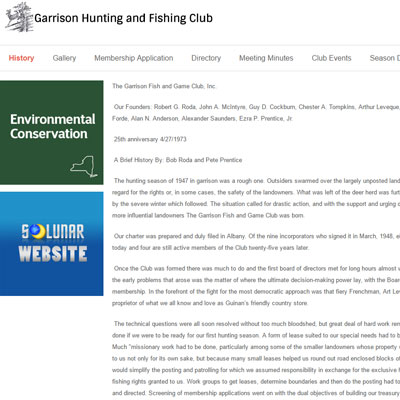 Garrison Hunting and Fishing Club
History Gallery Membership Application Directory Meeting Minutes Club Events Season D
Environmental
Conservation
SOLUNAR
WEBSITE
The Garrison Fish and Game Club, Inc.
Our Founders: Robert G. Roda, John A. McIntyre, Guy D. Cockburn, Chester A. Tompkins, Arthur Leveque,
Forde, Alan N. Anderson, Alexander Saunders, Ezra P. Prentice, Jr.
25th anniversary 4/27/1973
A Brief History By: Bob Roda and Pete Prentice
The hunting season of 1947 in garrison was a rough one. Outsiders swarmed over the largely unposted land
regard for the rights or, in some cases, the safety of the landowners. What was left of the deer herd was furt
by the severe winter which followed. The situation called for drastic action, and with the support and urging o
more influential landowners The Garrison Fish and Game Club was born.
Our charter was prepared and duly filed in Albany. Of the nine incorporators who signed it in March, 1948, ei
today and four are still active members of the Club twenty-five years later.
Once the Club was formed there was much to do and the first board of directors met for long hours almost w
the early problems that arose was the matter of where the ultimate decision-making power lay, with the Boar
membership. In the forefront of the fight for the most democratic approach was that fiery Frenchman, Art Lev
proprietor of what we all know and love as Guinan's friendly country store.
The technical questions were all soon resolved without too much bloodshed; but great deal of hard work rem
done if we were to be ready for our first hunting season. A form of lease suited to our special needs had to b
Much "missionary work had to be done, particularly among some of the smaller landowners whose property
to us not only for its own sake, but because many small leases helped us round out road enclosed blocks of
would simplify the posting and patrolling for which we assumed responsibility in exchange for the exclusive h
fishing rights granted to us. Work groups to get leases, determine boundaries and then do the posting had to
and directed. Screening of membership applications went on with the dual objectives of building our treasury